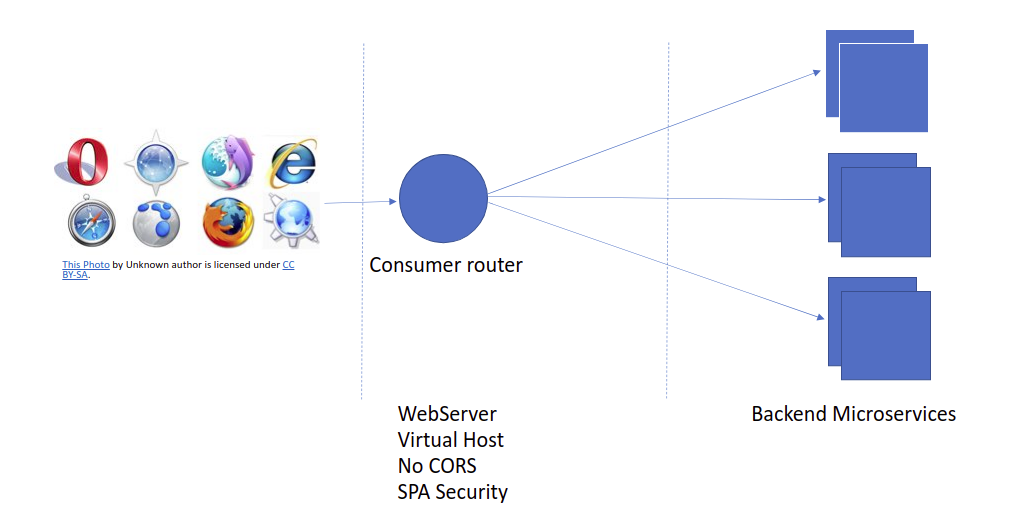 This Photo by Unknown author is licensed under CC
BY-SA.
Consumer router
WebServer
Virtual Host
No CORS
SPA Security
Backend Microservices